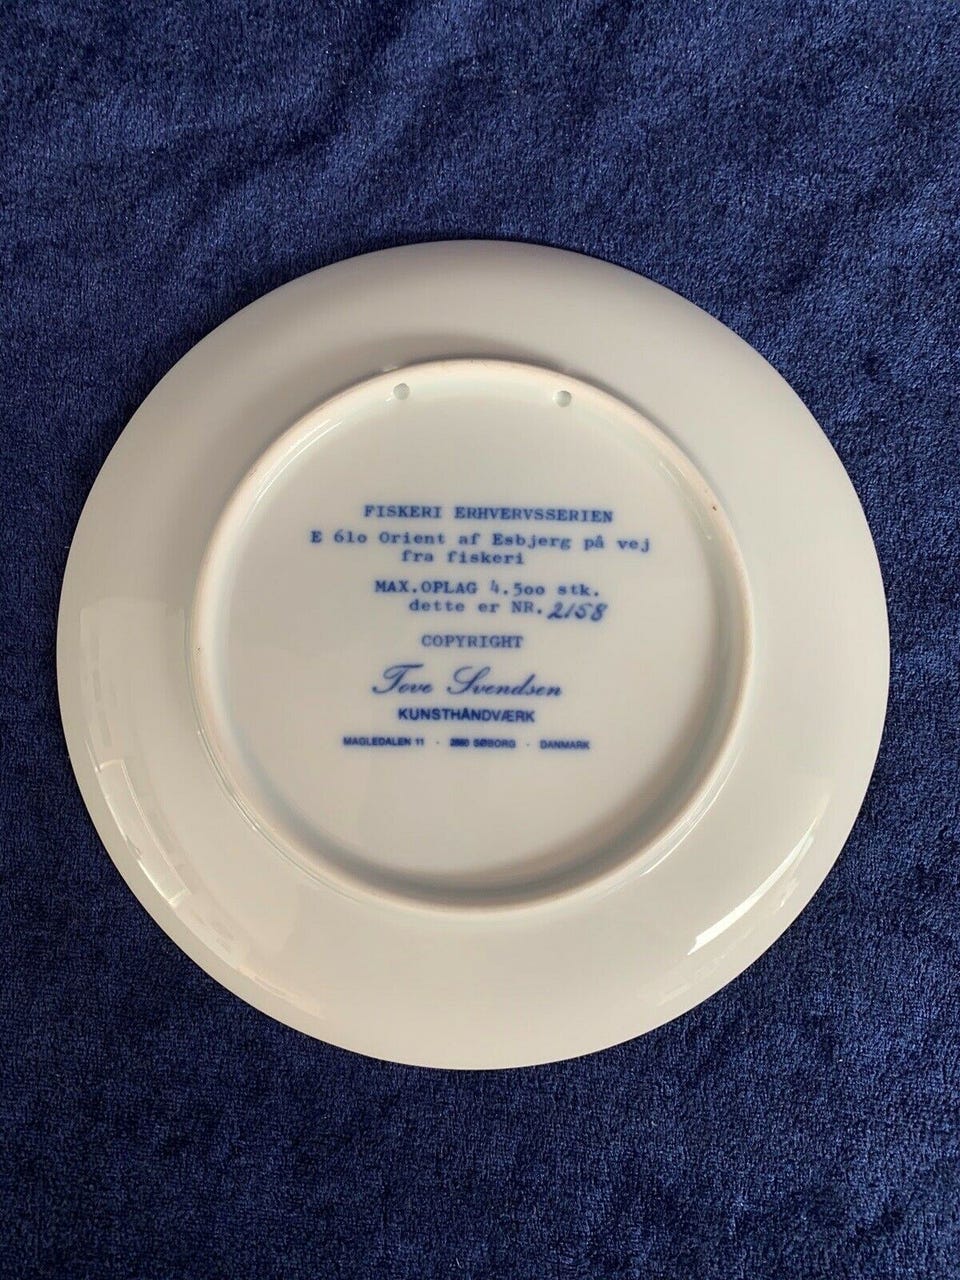 FISKERI ERHVERVSSERIEN
E 61o Orient af Esbjerg på vej
fra fiskeri
MAX.OPLAG 4.5oo stk.
dette er NR. 2158
COPYRIGHT
Tove Svendsen
KUNSTHÅNDVÆRK
MAGLEDALEN 11 · 2860 SØBORG · DANMARK